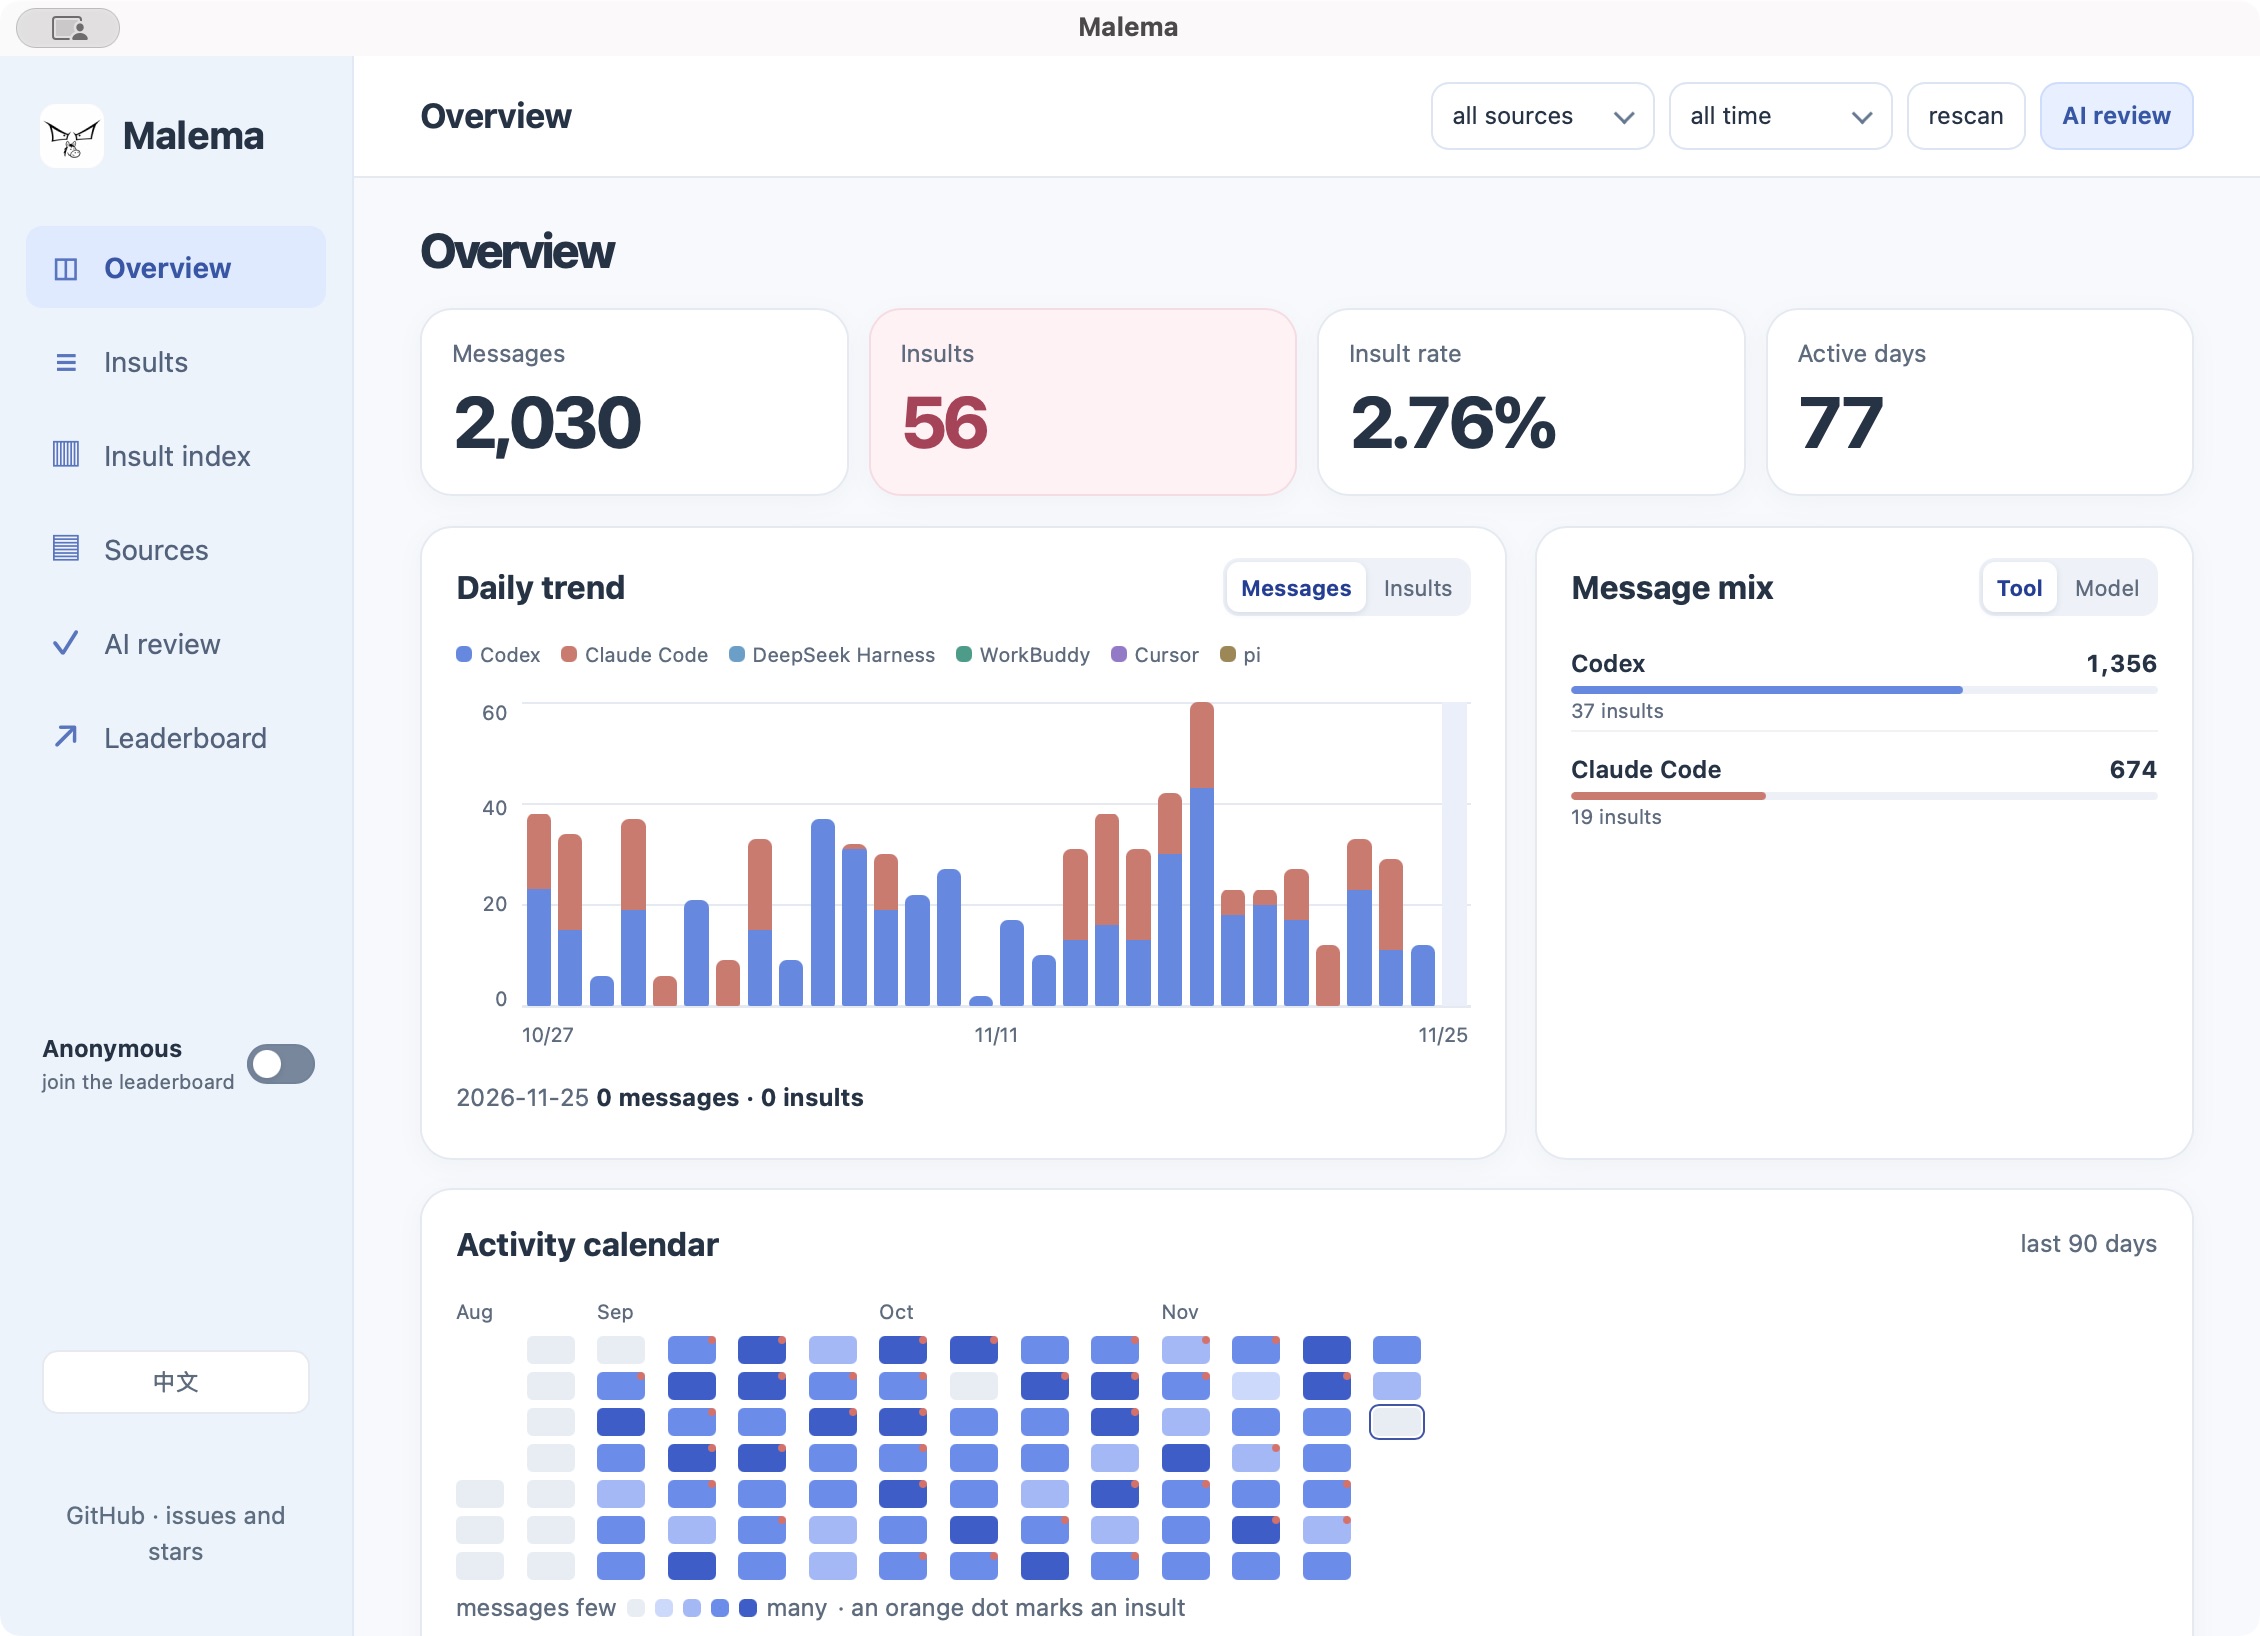 Malema
Malema
Overview
Insults
Insult index
Sources
AI review
Leaderboard
Anonymous
join the leaderboard
中文
GitHub · issues and
stars
Overview
all sources
all time
rescan
AI review
Overview
Messages
2,030
Insults
56
Insult rate
2.76%
Active days
77
Daily trend
Messages Insults
Codex Claude Code DeepSeek Harness WorkBuddy Cursor pi
60
40
20
0
10/27 11/11 11/25
2026-11-25 0 messages · 0 insults
Message mix
Tool Model
Codex 1,356
37 insults
Claude Code 674
19 insults
Activity calendar
last 90 days
Aug Sep Oct Nov
messages few many · an orange dot marks an insult